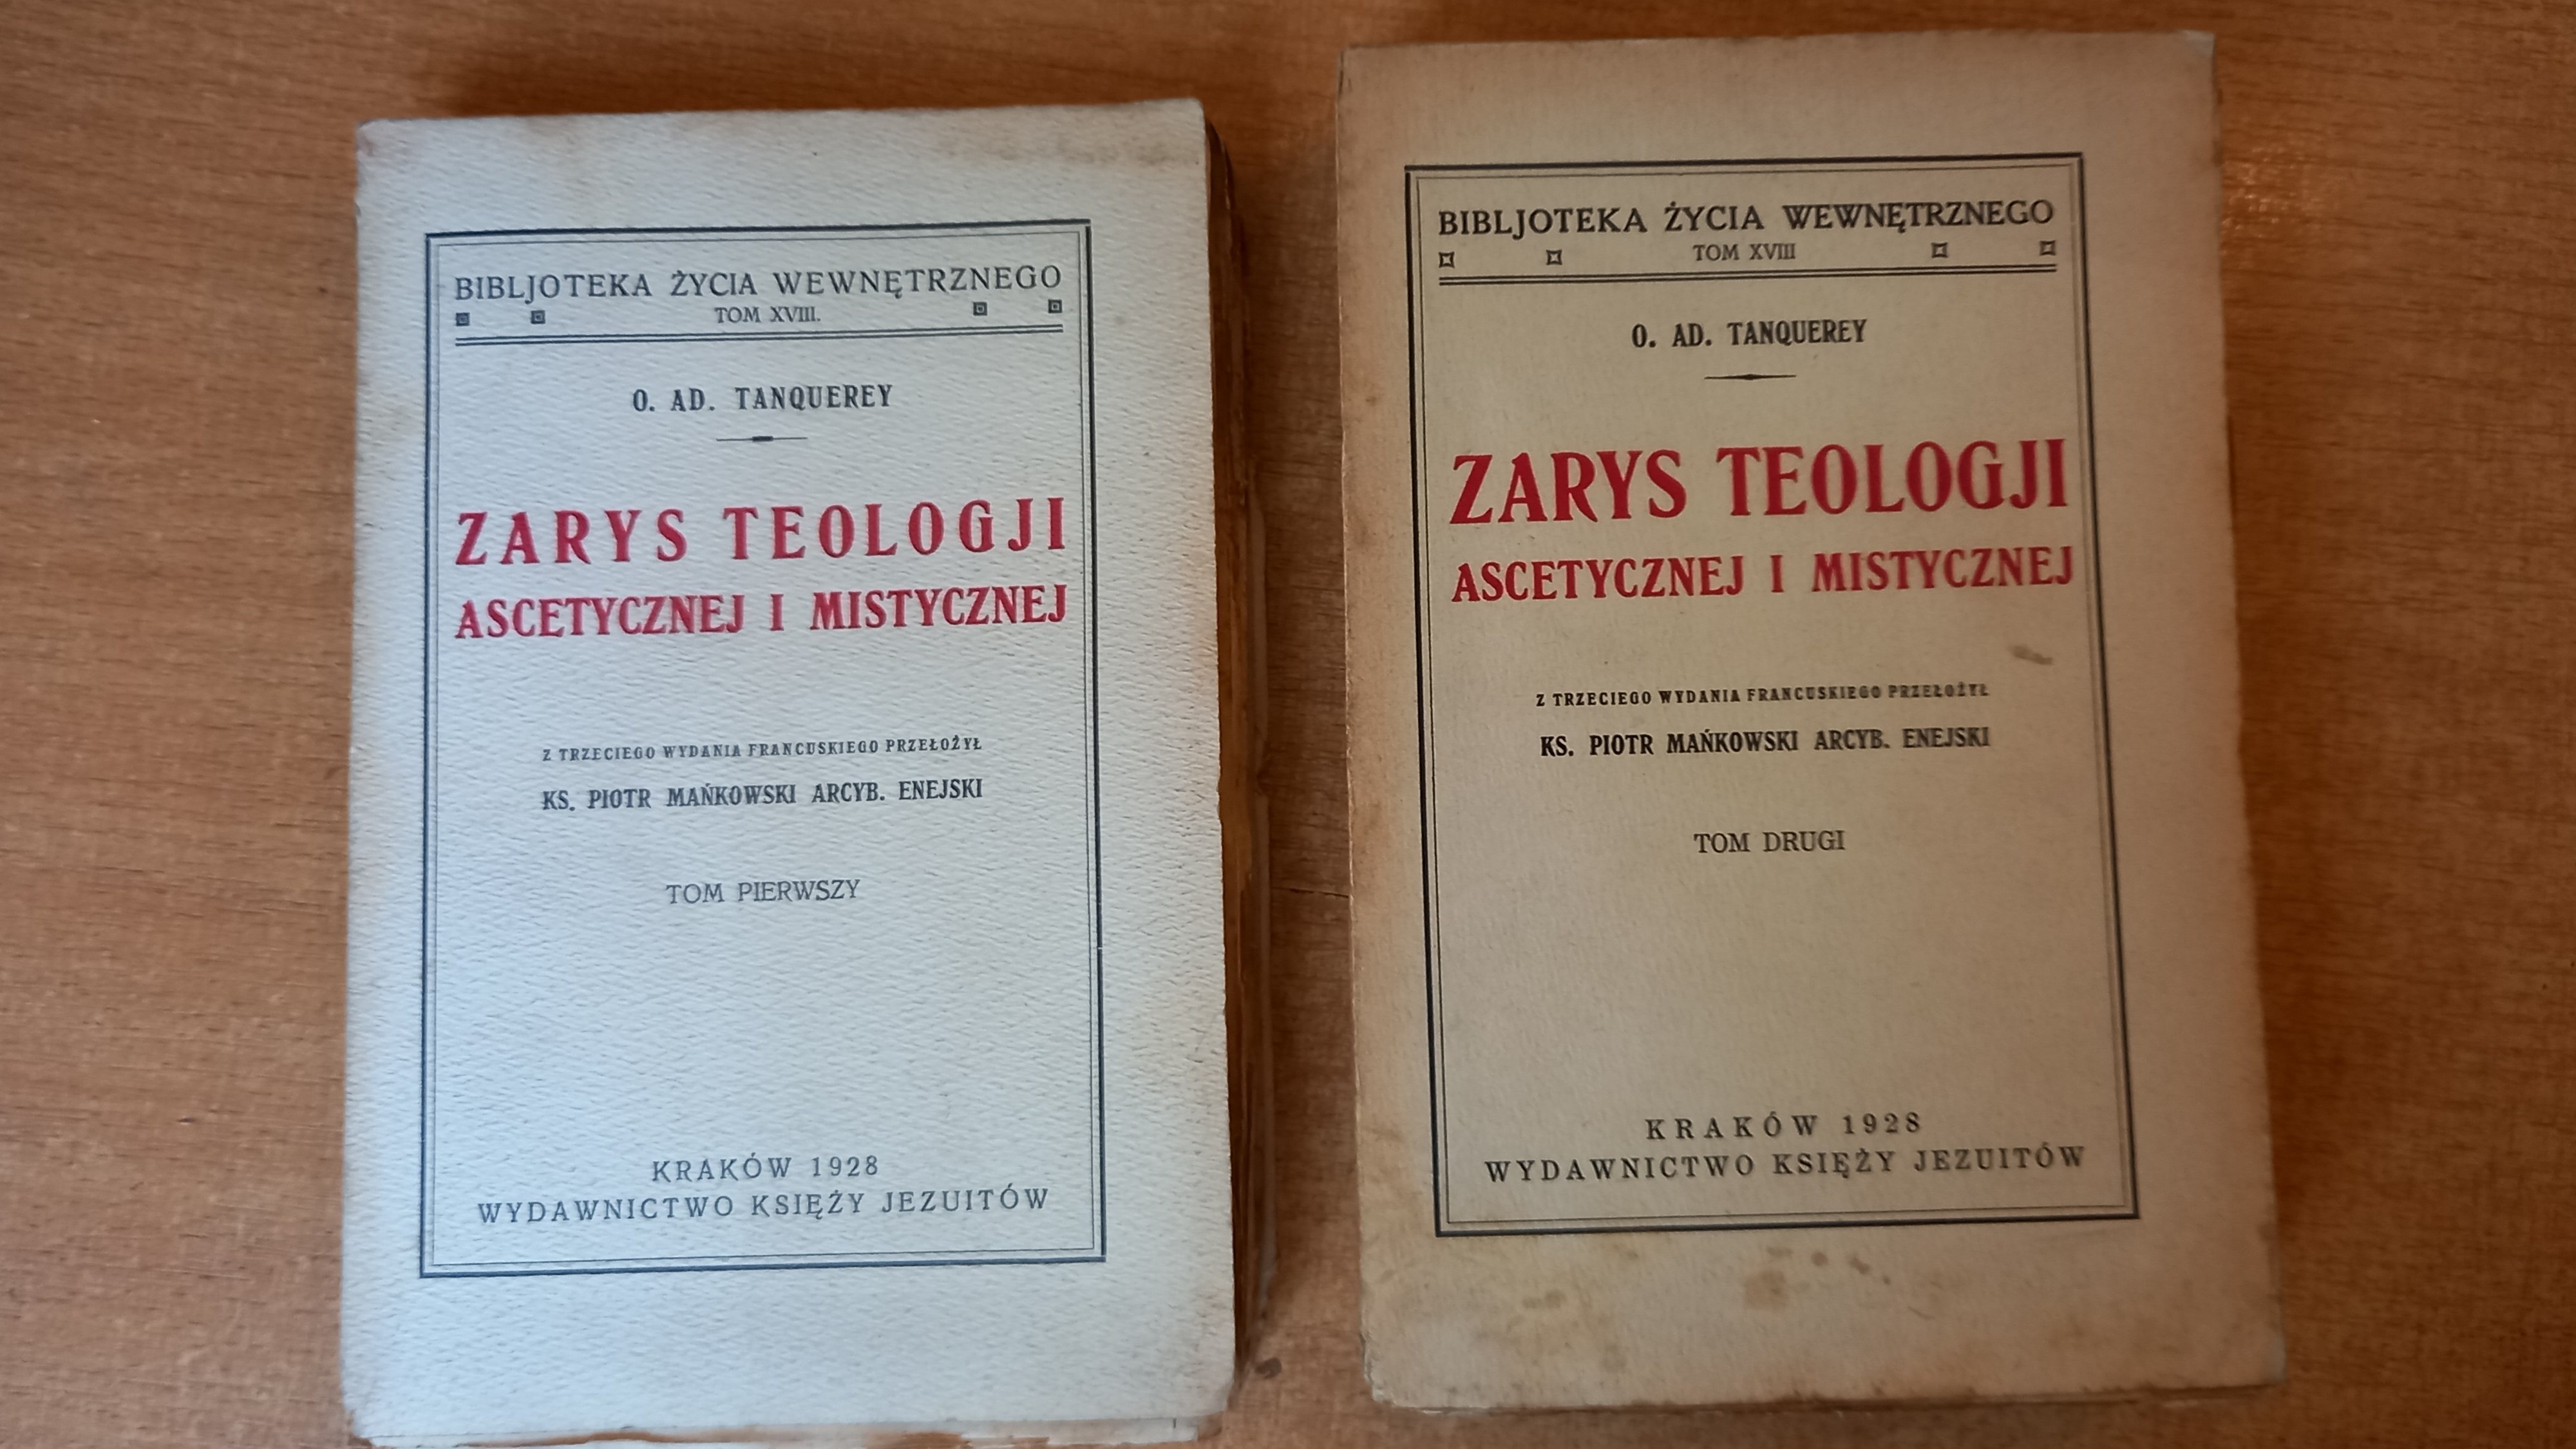 BIBLJOTEKA ŻYCIA WEWNĘTRZNEGO
TOM XVIII.
O. AD. TANQUEREY
ZARYS TEOLOGJI
ASCETYCZNEJ I MISTYCZNEJ
Z TRZECIEGO WYDANIA FRANCUSKIEGO PRZEŁOŻYŁ
KS. PIOTR MAŃKOWSKI ARCYB. ENEJSKI
TOM PIERWSZY
KRAKÓW 1928
WYDAWNICTWO KSIĘŻY JEZUITÓW
BIBLJOTEKA ŻYCIA WEWNĘTRZNEGO
TOM XVIII
O. AD. TANQUEREY
ZARYS TEOLOGJI
ASCETYCZNEJ I MISTYCZNEJ
Z TRZECIEGO WYDANIA FRANCUSKIEGO PRZEŁOŻYŁ
KS. PIOTR MAŃKOWSKI ARCYB. ENEJSKI
TOM DRUGI
KRAKÓW 1928
WYDAWNICTWO KSIĘŻY JEZUITÓW